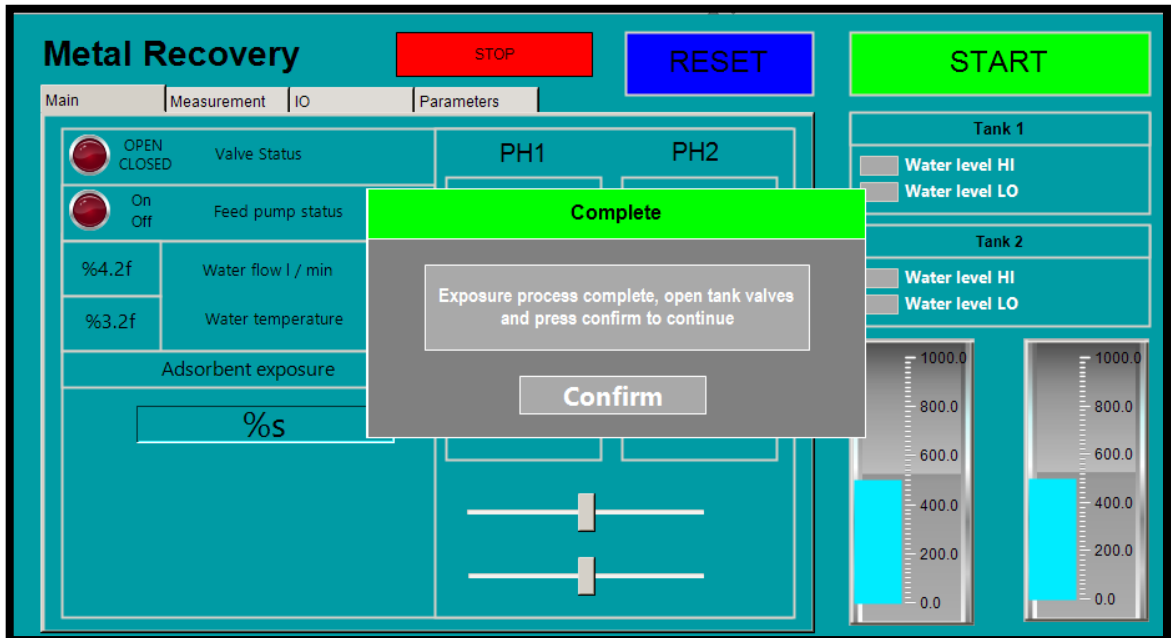 Metal Recovery
STOP
RESET
START
Main
Measurement
IO
Parameters
OPEN
CLOSED
Valve Status
On
Off
Feed pump status
%4.2f
Water flow l / min
%3.2f
Water temperature
Adsorbent exposure
%s
PH1
PH2
Complete
Exposure process complete, open tank valves
and press confirm to continue
Confirm
Tank 1
Water level HI
Water level LO
Tank 2
Water level HI
Water level LO
1000.0
800.0
600.0
400.0
200.0
0.0
1000.0
800.0
600.0
400.0
200.0
0.0